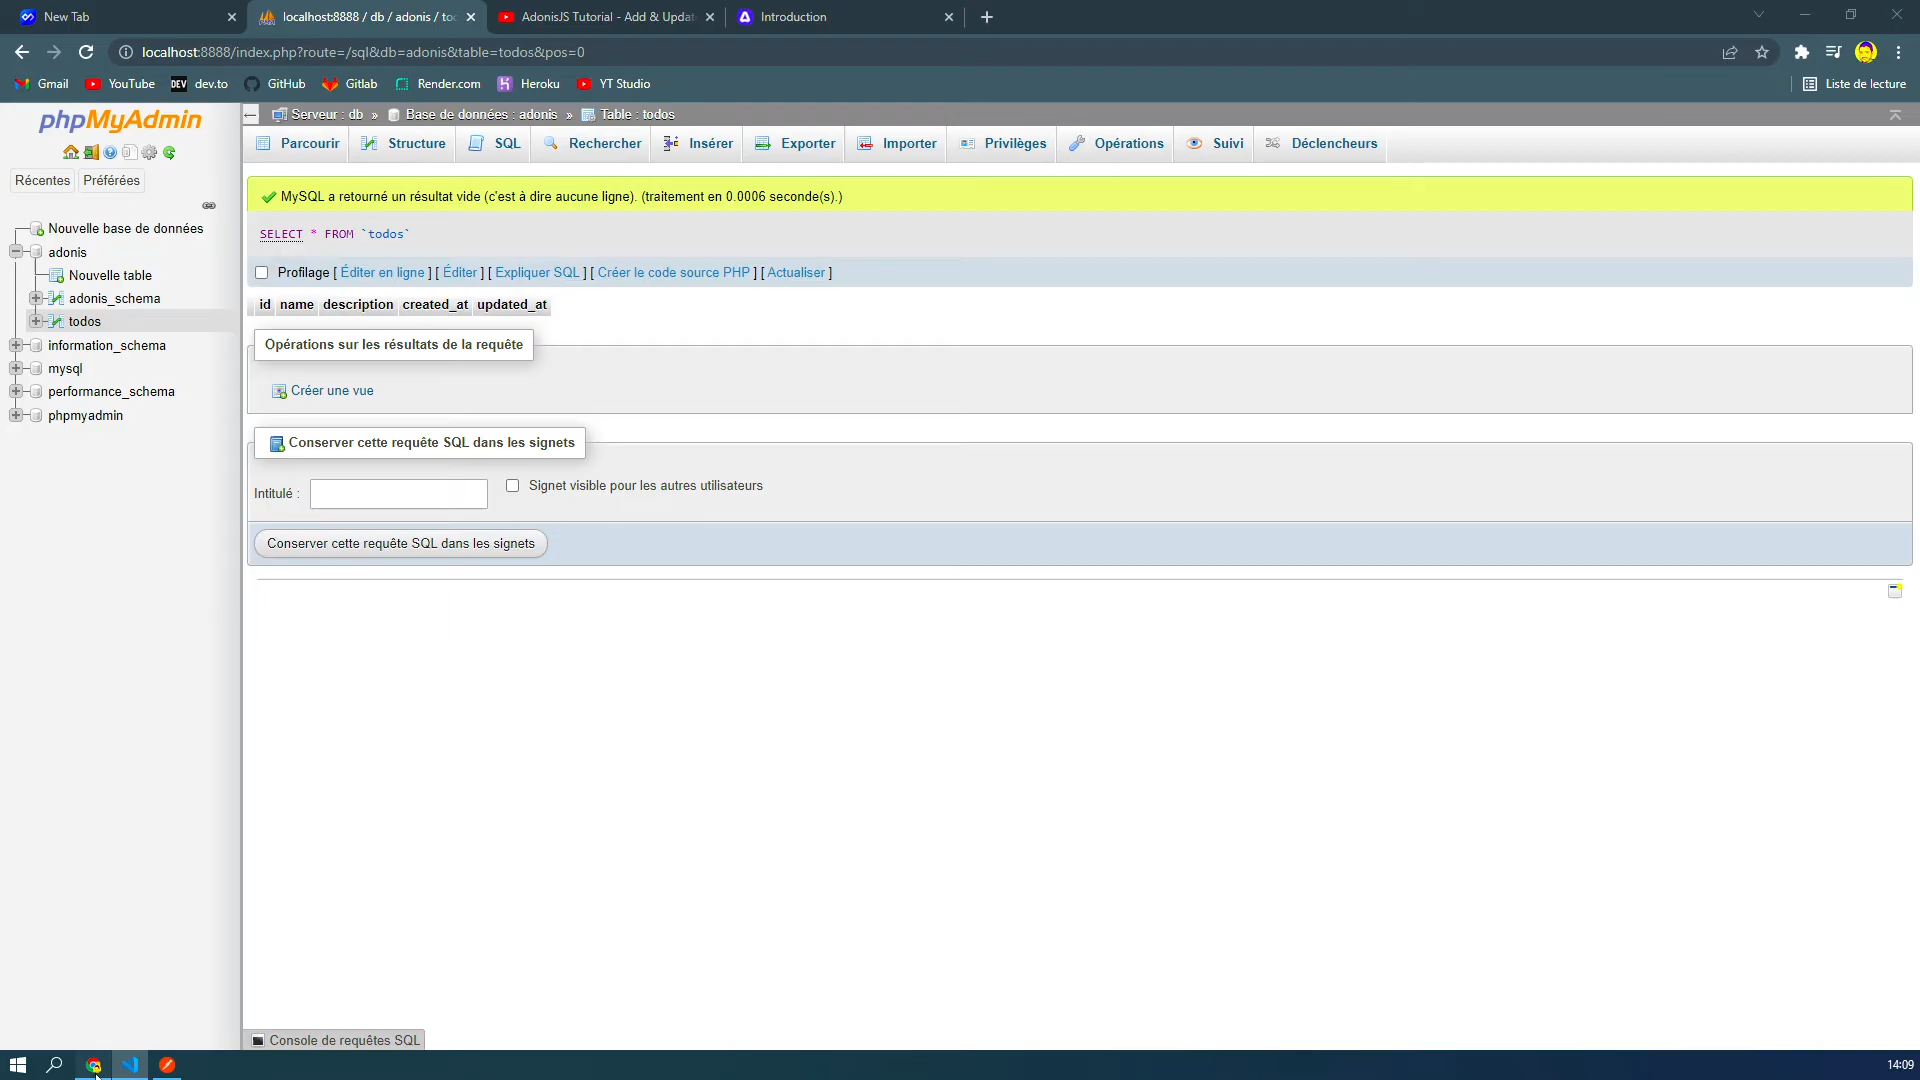 New Tab
localhost:8888 / db / adonis / to
AdonisJS Tutorial - Add & Updat
Introduction
localhost:8888/index.php?route=/sql&db=adonis&table=todos&pos=0
Gmail
YouTube
DEV dev.to
GitHub
Gitlab
Render.com
Heroku
YT Studio
Liste de lecture
phpMyAdmin
Récentes Préférées
Nouvelle base de données
adonis
Nouvelle table
adonis_schema
todos
information_schema
mysql
performance_schema
phpmyadmin
Serveur : db » Base de données : adonis » Table : todos
Parcourir Structure SQL Rechercher Insérer Exporter Importer Privilèges Opérations Suivi Déclencheurs
MySQL a retourné un résultat vide (c'est à dire aucune ligne). (traitement en 0.0006 seconde(s).)
SELECT * FROM `todos`
Profilage [ Éditer en ligne ] [ Éditer ] [ Expliquer SQL ] [ Créer le code source PHP ] [ Actualiser ]
id name description created_at updated_at
Opérations sur les résultats de la requête
Créer une vue
Conserver cette requête SQL dans les signets
Intitulé :
Signet visible pour les autres utilisateurs
Conserver cette requête SQL dans les signets
Console de requêtes SQL
14:09